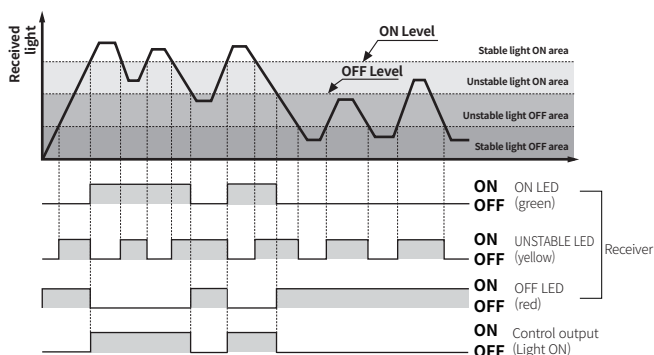 Received
light
ON Level
OFF Level
Stable light ON area
Unstable light ON area
Unstable light OFF area
Stable light OFF area
ON
OFF
ON LED
(green)
ON
OFF
UNSTABLE LED
(yellow)
Receiver
ON
OFF
OFF LED
(red)
ON
OFF
Control output
(Light ON)